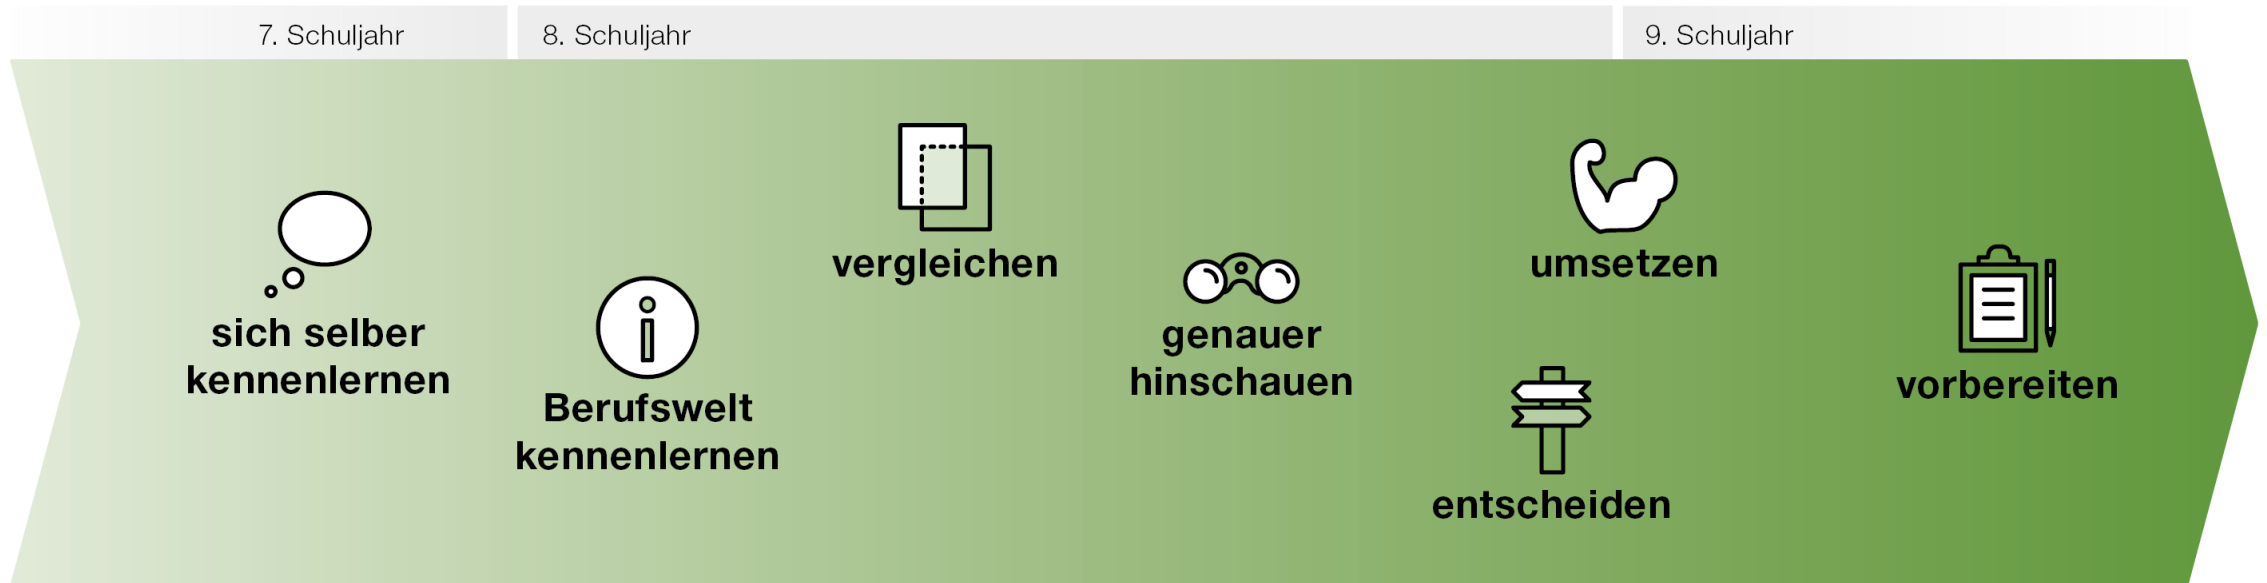 7. Schuljahr
8. Schuljahr
9. Schuljahr
sich selber
kennenlernen
Berufswelt
kennenlernen
vergleichen
genauer
hinschauen
entscheiden
umsetzen
vorbereiten